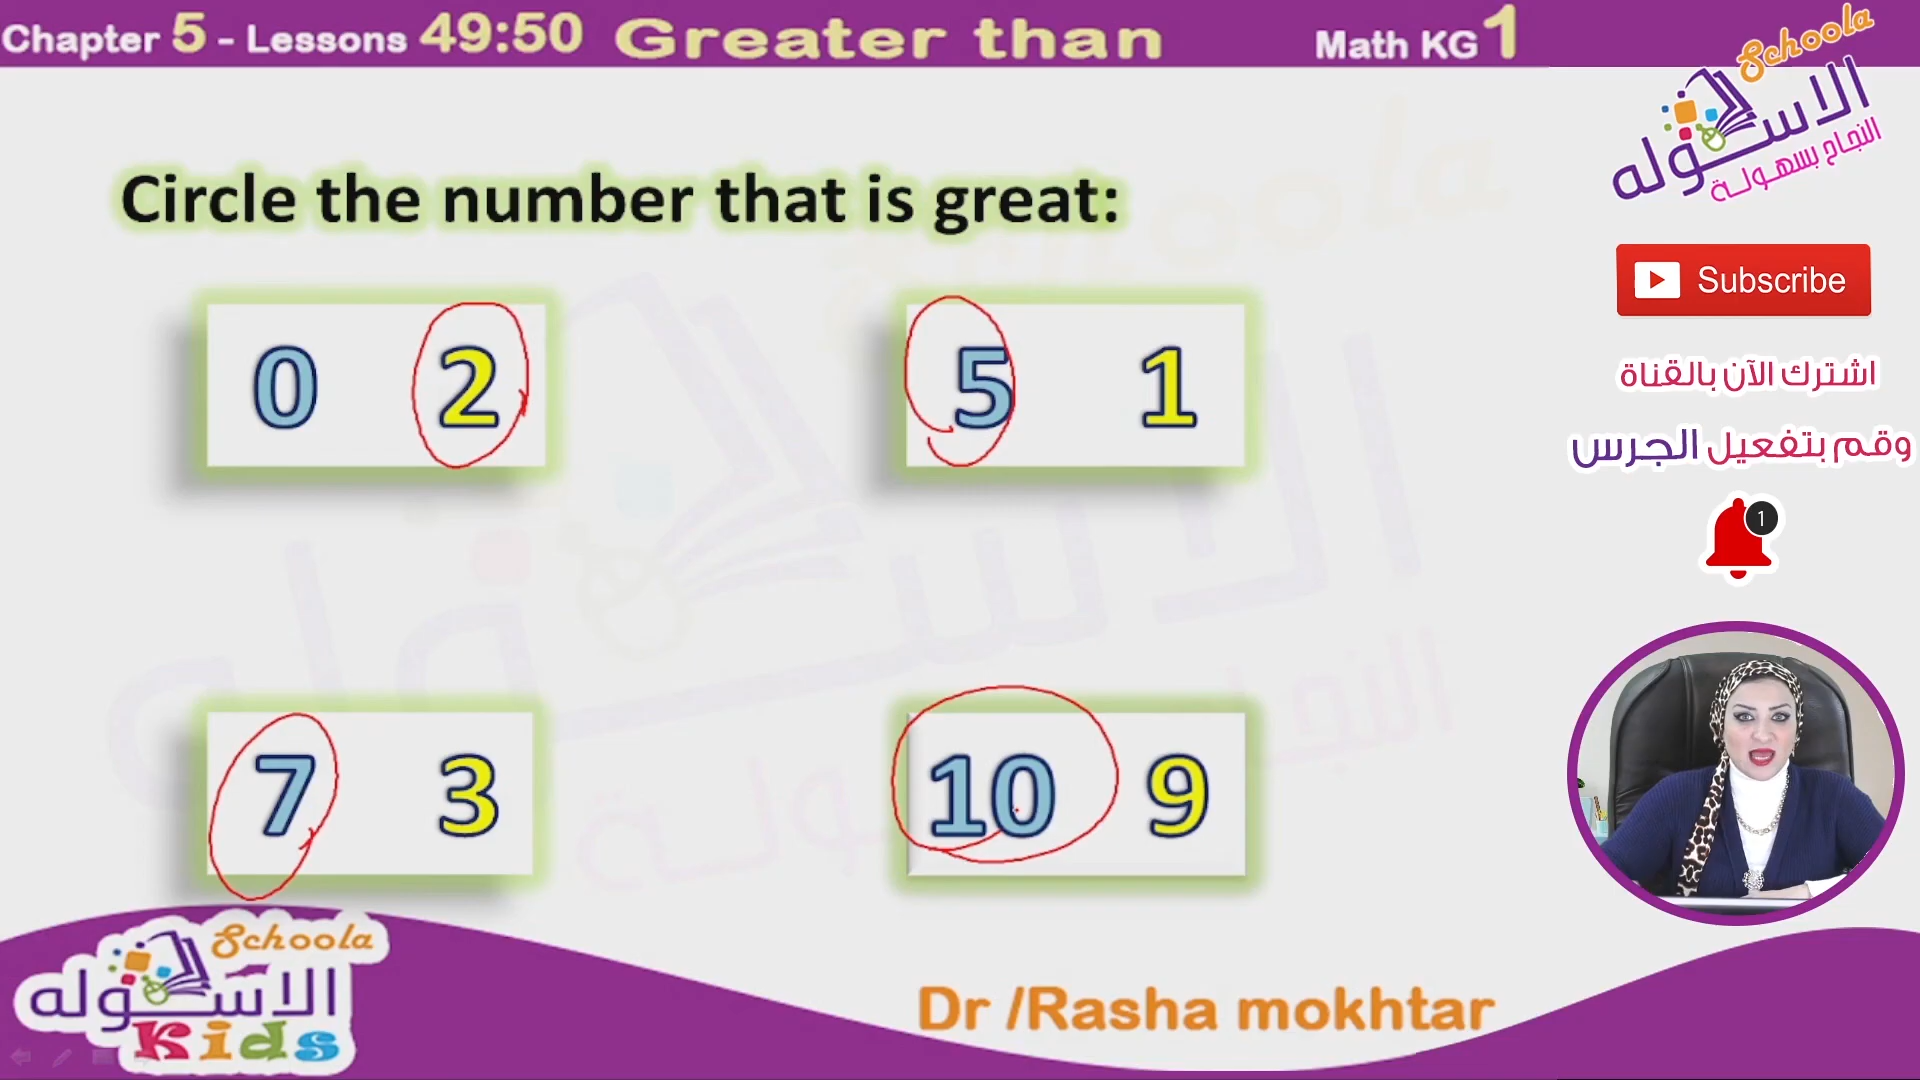 Chapter 5 - Lessons 49:50 Greater than Math KG 1
Schoola
الاسكوله
النجاح بسهولة
Circle the number that is great:
Subscribe
0 2
5 1
اشترك الآن بالقناة
وقم بتفعيل الجرس
1
7 3
10 9
Schoola
الاسكوله
Kids
Dr /Rasha mokhtar